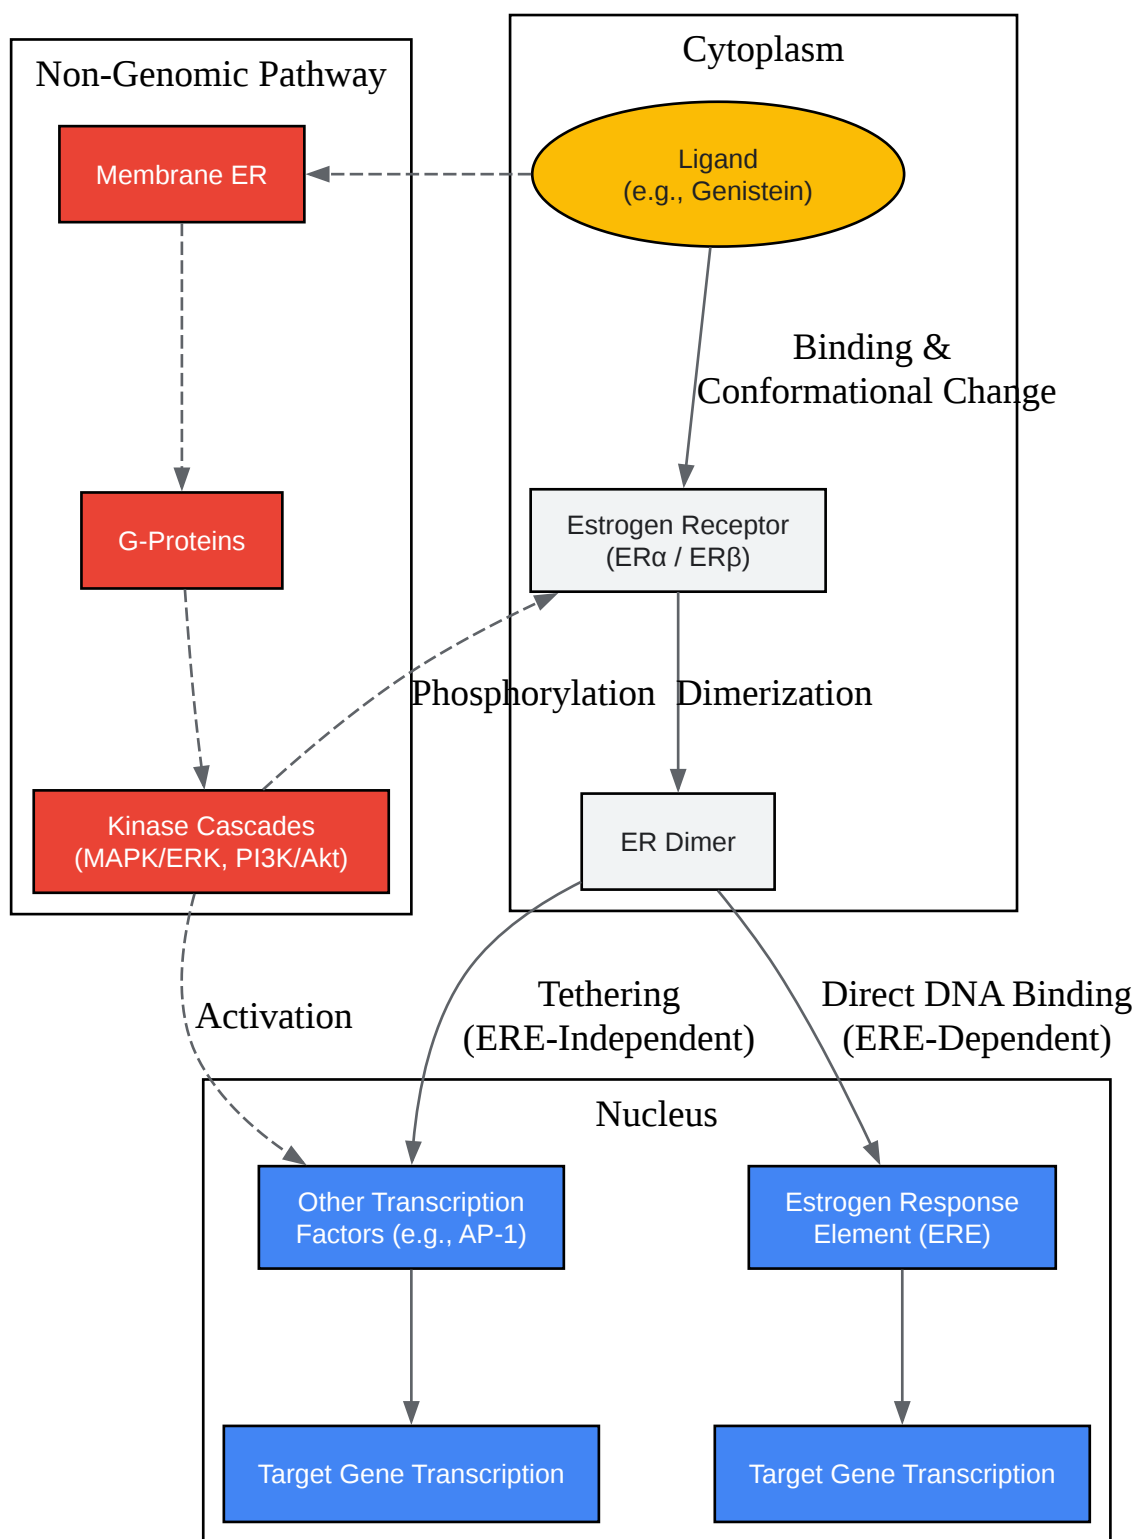 Non-Genomic Pathway
Cytoplasm
Membrane ER
Ligand
(e.g., Genistein)
Binding &
Conformational Change
G-Proteins
Estrogen Receptor
(ERα / ERβ)
Phosphorylation
Dimerization
Kinase Cascades
(MAPK/ERK, PI3K/Akt)
ER Dimer
Activation
Tethering
(ERE-Independent)
Direct DNA Binding
(ERE-Dependent)
Nucleus
Other Transcription
Factors (e.g., AP-1)
Estrogen Response
Element (ERE)
Target Gene Transcription
Target Gene Transcription